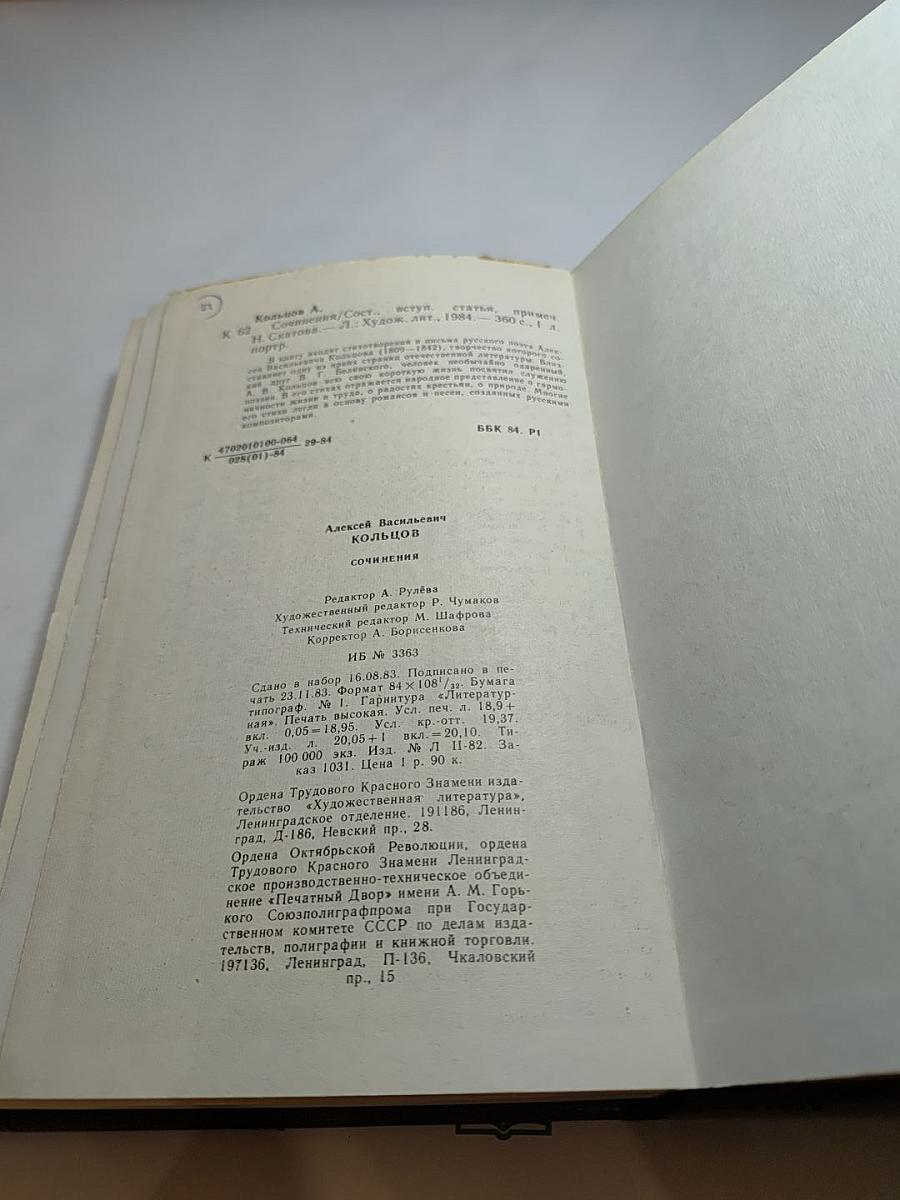 Кольцов А.
К 62 Сочинения/Сост., вступ. статья, примеч.
Н. Скатова.— Л.: Худож. лит., 1984.— 360 с., 1 л.
портр.
В книгу входят стихотворения и письма русского поэта Алек-
сея Васильевича Кольцова (1809—1842), творчество которого со-
ставляет одну из ярких страниц отечественной литературы. Близ-
кий друг В. Г. Белинского, человек необычайно одаренный
А. В. Кольцов всю свою короткую жизнь посвятил служению
поэзии. В его стихах отражается народное представление о гармо-
ничности жизни и труда, о радостях крестьян, о природе. Многие
его стихи легли в основу романсов и песен, созданных русскими
композиторами.
К 4702010100-064 29-84
028(01)-84
ББК 84. Р1
Алексей Васильевич
КОЛЬЦОВ
СОЧИНЕНИЯ
Редактор А. Рулёва
Художественный редактор Р. Чумаков
Технический редактор М. Шафрова
Корректор А. Борисенкова
ИБ № 3363
Сдано в набор 16.08.83. Подписано в пе-
чать 23.11.83. Формат 84×108¹/₃₂. Бумага
типограф. № 1. Гарнитура «Литератур-
ная». Печать высокая. Усл. печ. л. 18,9+
вкл. 0,05=18,95. Усл. кр.-отт. 19,37.
Уч.-изд. л. 20,05+1 вкл.=20,10. Ти-
раж 100 000 экз. Изд. № Л II-82. За-
каз 1031. Цена 1 р. 90 к.
Ордена Трудового Красного Знамени изда-
тельство «Художественная литература»,
Ленинградское отделение. 191186, Ленин-
град, Д-186, Невский пр., 28.
Ордена Октябрьской Революции, ордена
Трудового Красного Знамени Ленинград-
ское производственно-техническое объеди-
нение «Печатный Двор» имени А. М. Горь-
кого Союзполиграфпрома при Государ-
ственном комитете СССР по делам изда-
тельств, полиграфии и книжной торговли.
197136, Ленинград, П-136, Чкаловский
пр., 15